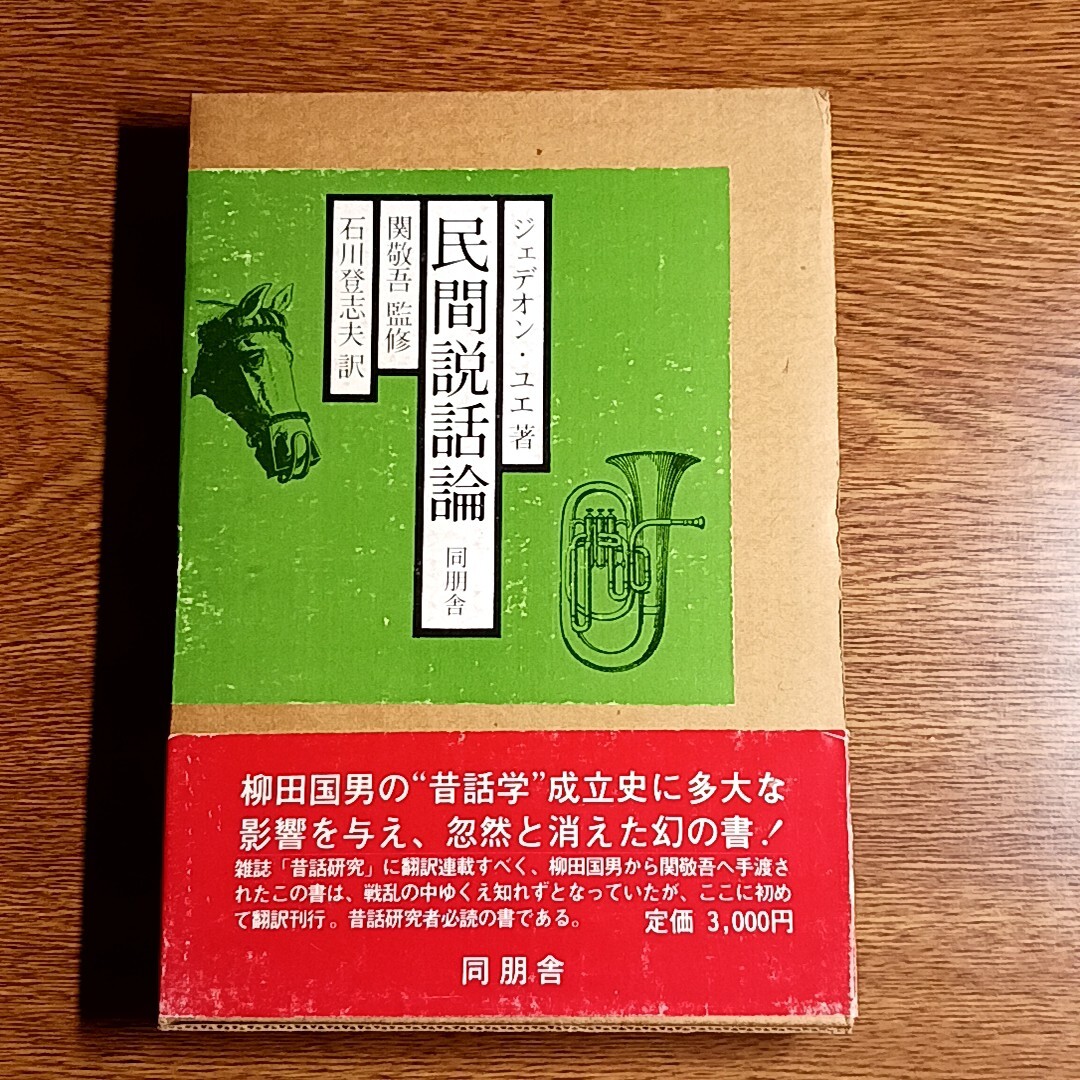 ジェデオン・ユエ 著
民間説話論 同朋舎
関敬吾 監修
石川登志夫 訳
柳田国男の“昔話学”成立史に多大な
影響を与え、忽然と消えた幻の書！
雑誌「昔話研究」に翻訳連載すべく、柳田国男から関敬吾へ手渡さ
れたこの書は、戦乱の中ゆくえ知れずとなっていたが、ここに初め
て翻訳刊行。昔話研究者必読の書である。 定価 3,000円
同朋舎